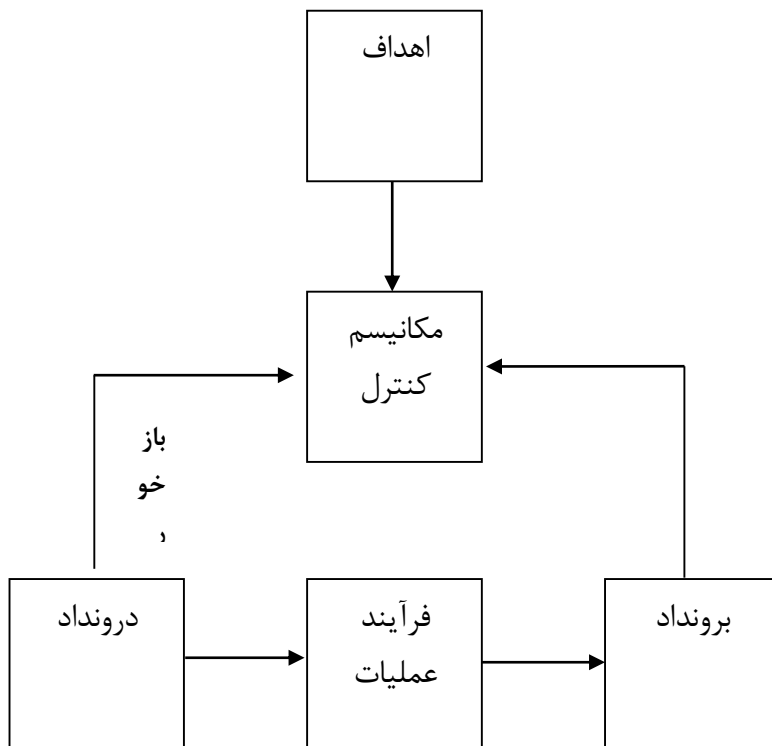 اهداف
مکانیسم
کنترل
باز
خو
درونداد
فرآیند
عملیات
برونداد